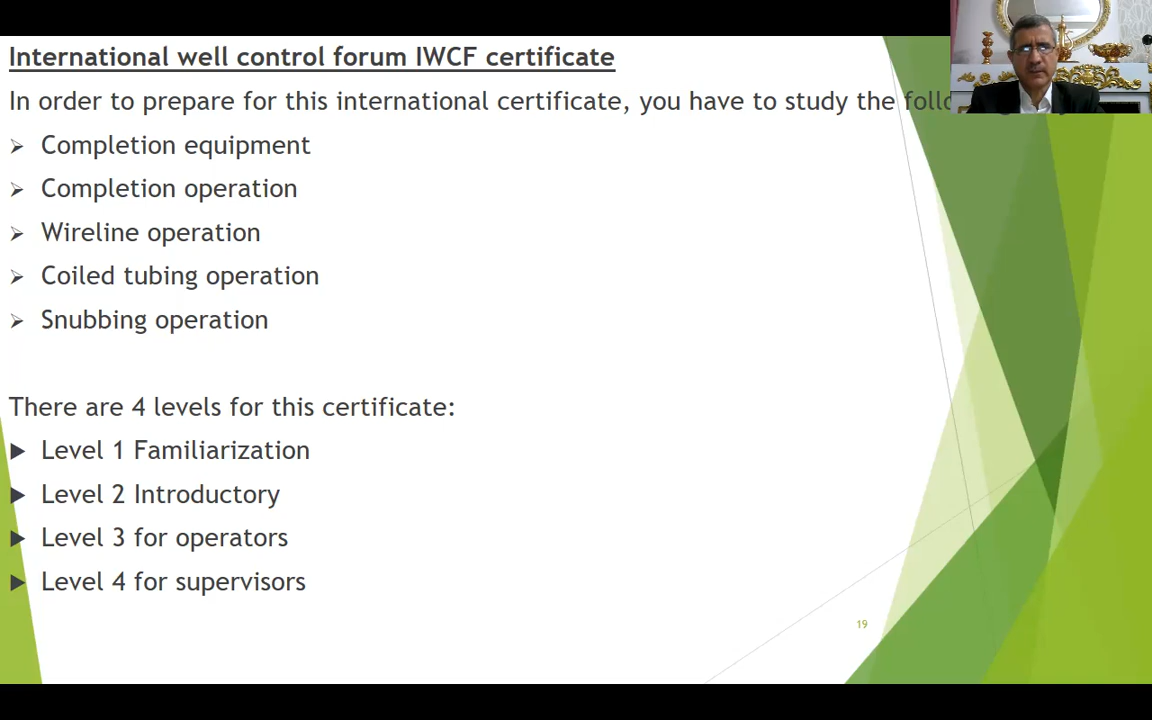 International well control forum IWCF certificate
In order to prepare for this international certificate, you have to study the
Completion equipment
Completion operation
Wireline operation
Coiled tubing operation
Snubbing operation
There are 4 levels for this certificate:
Level 1 Familiarization
Level 2 Introductory
Level 3 for operators
Level 4 for supervisors
19